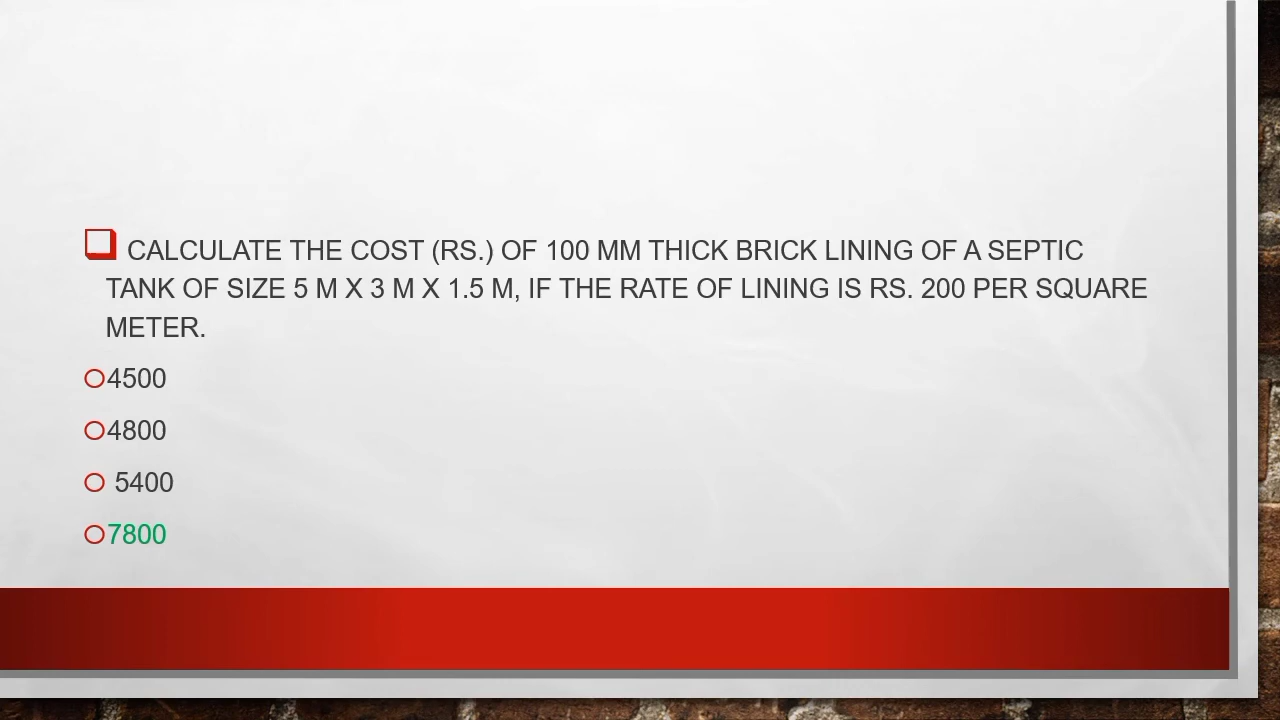 CALCULATE THE COST (RS.) OF 100 MM THICK BRICK LINING OF A SEPTIC
TANK OF SIZE 5 M X 3 M X 1.5 M, IF THE RATE OF LINING IS RS. 200 PER SQUARE
METER.
4500
4800
5400
7800